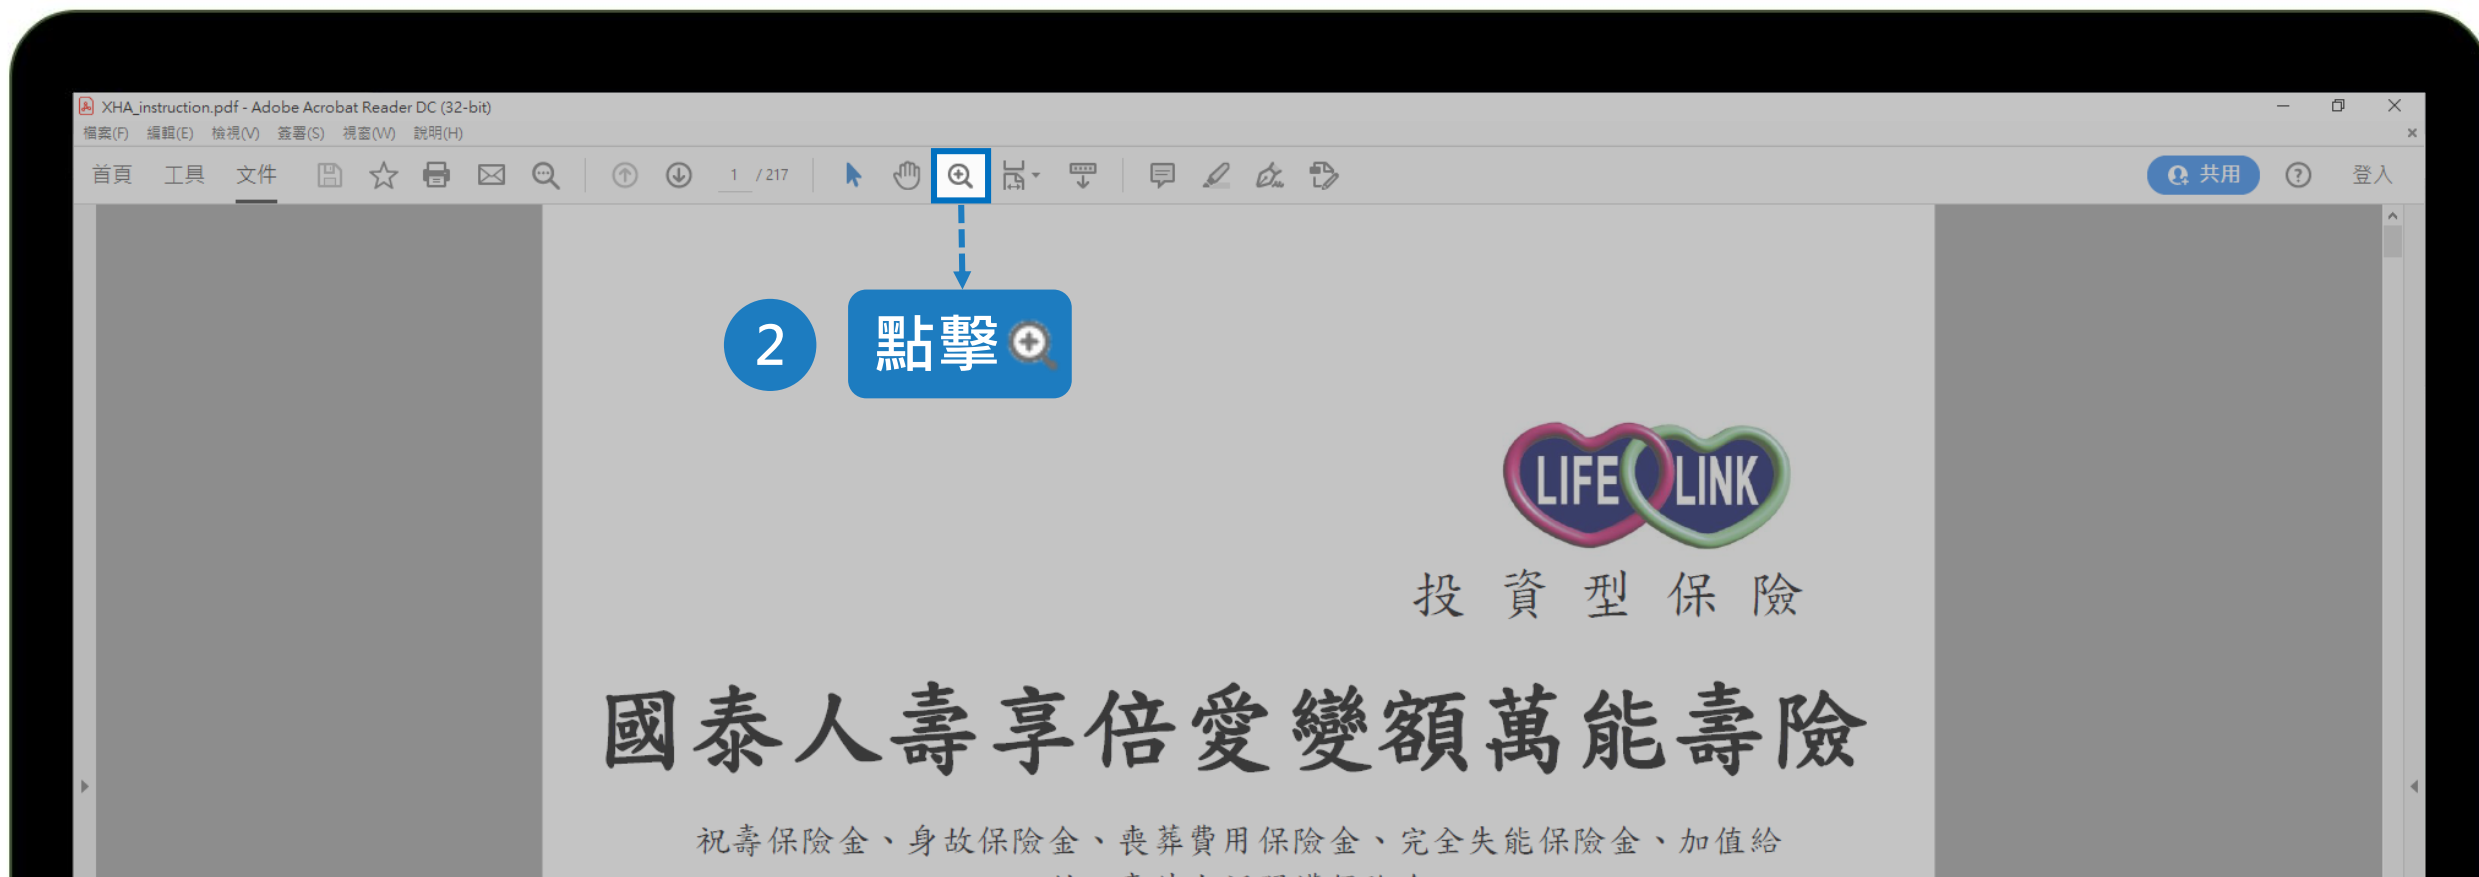 XHA_instruction.pdf - Adobe Acrobat Reader DC (32-bit)
檔案(F) 編輯(E) 檢視(V) 簽署(S) 視窗(W) 說明(H)
首頁 工具 文件 1 / 217 共用 登入
2 點擊
LIFE LINK
投資型保險
國泰人壽享倍愛變額萬能壽險
祝壽保險金、身故保險金、喪葬費用保險金、完全失能保險金、加值給